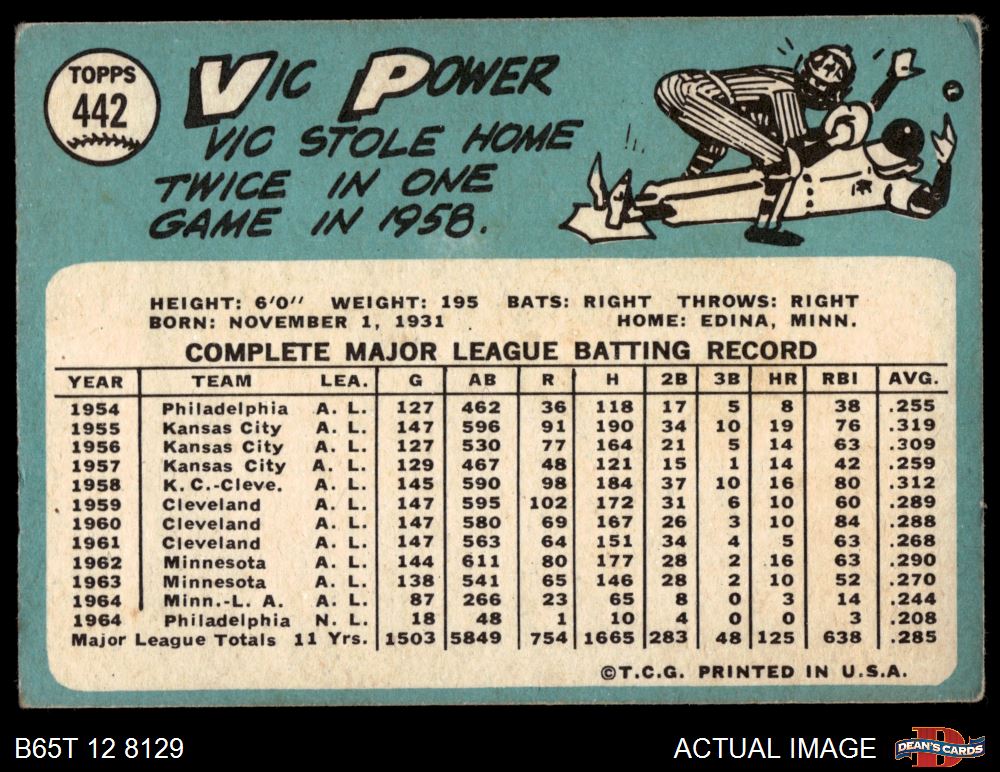 TOPPS
442
VIC POWER
VIC STOLE HOME
TWICE IN ONE
GAME IN 1958.
HEIGHT: 6'0" WEIGHT: 195 BATS: RIGHT THROWS: RIGHT
BORN: NOVEMBER 1, 1931 HOME: EDINA, MINN.
COMPLETE MAJOR LEAGUE BATTING RECORD
YEAR TEAM LEA. G AB R H 2B 3B HR RBI AVG.
1954 Philadelphia A. L. 127 462 36 118 17 5 8 38 .255
1955 Kansas City A. L. 147 596 91 190 34 10 19 76 .319
1956 Kansas City A. L. 127 530 77 164 21 5 14 63 .309
1957 Kansas City A. L. 129 467 48 121 15 1 14 42 .259
1958 K. C.-Cleve. A. L. 145 590 98 184 37 10 16 80 .312
1959 Cleveland A. L. 147 595 102 172 31 6 10 60 .289
1960 Cleveland A. L. 147 580 69 167 26 3 10 84 .288
1961 Cleveland A. L. 147 563 64 151 34 4 5 63 .268
1962 Minnesota A. L. 144 611 80 177 28 2 16 63 .290
1963 Minnesota A. L. 138 541 65 146 28 2 10 52 .270
1964 Minn.-L. A. A. L. 87 266 23 65 8 0 3 14 .244
1964 Philadelphia N. L. 18 48 1 10 4 0 0 3 .208
Major League Totals 11 Yrs. 1503 5849 754 1665 283 48 125 638 .285
©T.C.G. PRINTED IN U.S.A.
B65T 12 8129 ACTUAL IMAGE DEAN'S CARDS